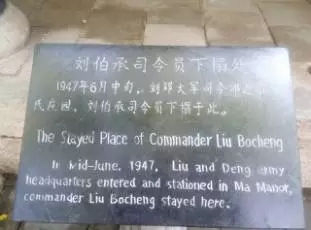 刘伯承司令员下榻处
1947年6月中旬，刘邓大军司令部进
氏庄园，刘伯承司令员下榻于此。
The Stayed Place of Commander Liu Bocheng
In mid-June, 1947, Liu and Deng army
headquarters entered and stationed in Ma Manor,
commander Liu Bocheng stayed here.